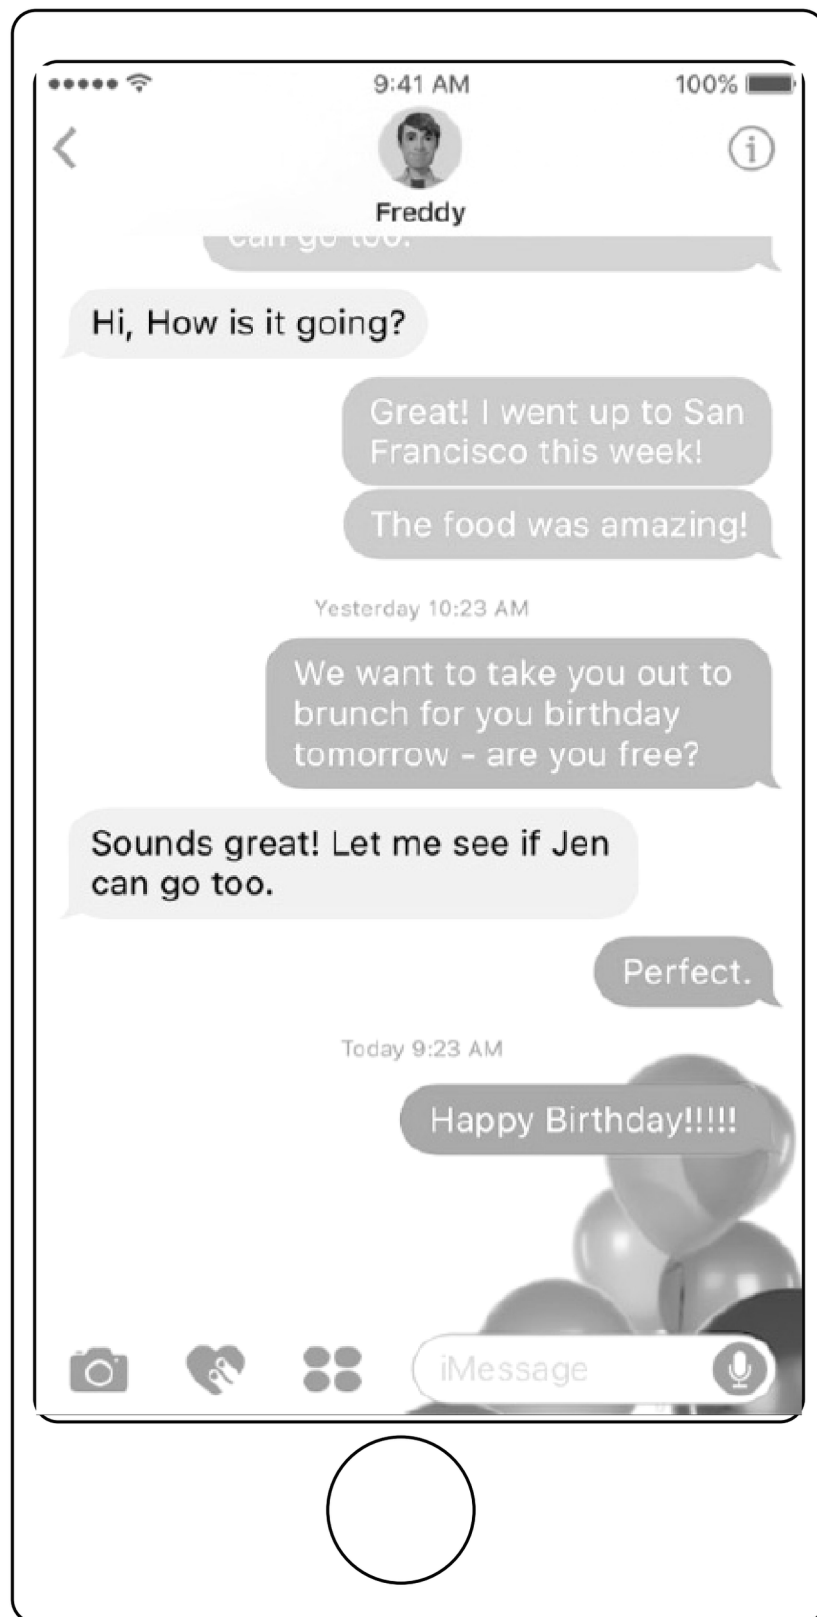 9:41 AM
100%
Freddy
can go too.
Hi, How is it going?
Great! I went up to San
Francisco this week!
The food was amazing!
Yesterday 10:23 AM
We want to take you out to
brunch for you birthday
tomorrow - are you free?
Sounds great! Let me see if Jen
can go too.
Perfect.
Today 9:23 AM
Happy Birthday!!!!!
iMessage